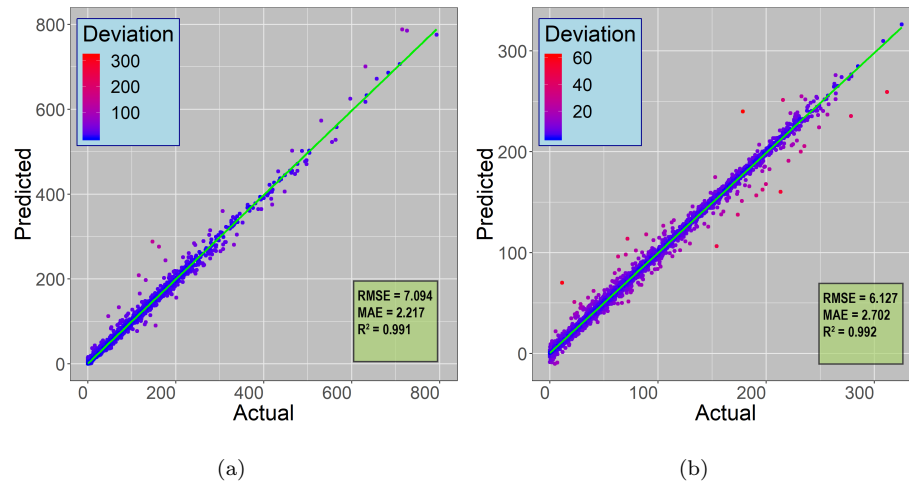 800
600
400
200
0
Predicted
Deviation
300
200
100
RMSE = 7.094
MAE = 2.217
R² = 0.991
0 200 400 600 800
Actual
(a)
300
200
100
0
Predicted
Deviation
60
40
20
RMSE = 6.127
MAE = 2.702
R² = 0.992
0 100 200 300
Actual
(b)